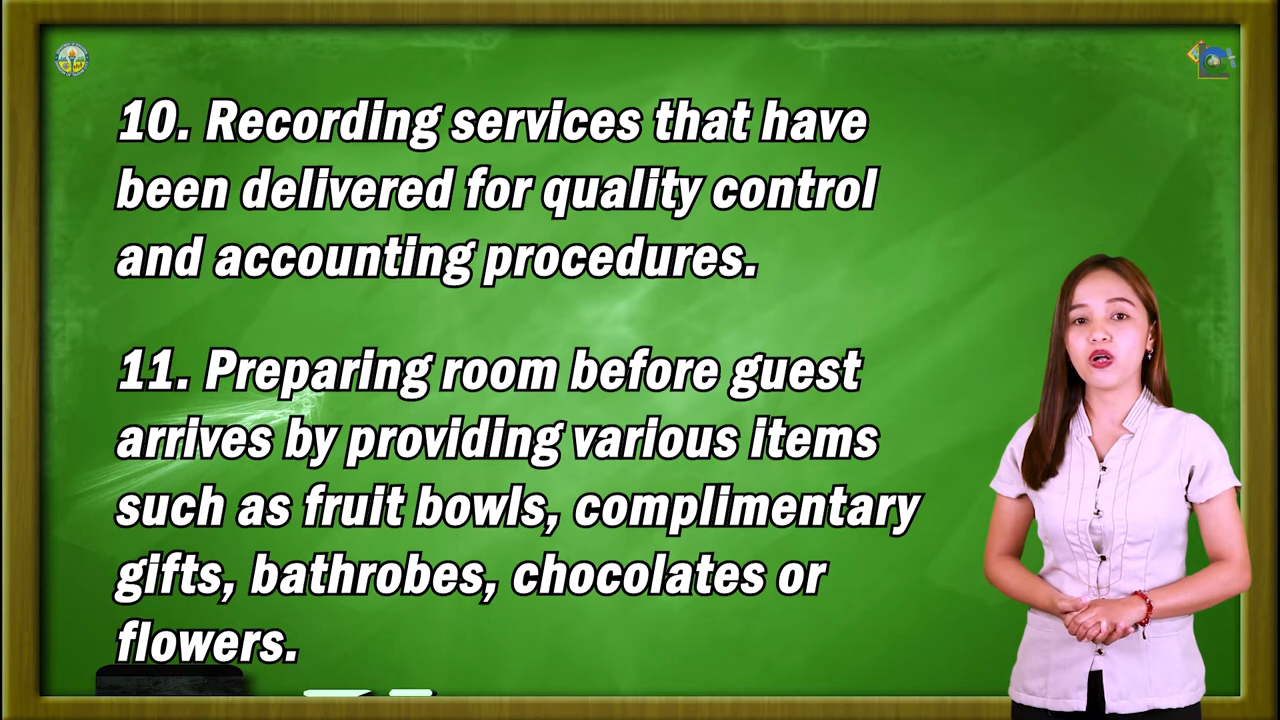 10. Recording services that have
been delivered for quality control
and accounting procedures.
11. Preparing room before guest
arrives by providing various items
such as fruit bowls, complimentary
gifts, bathrobes, chocolates or
flowers.